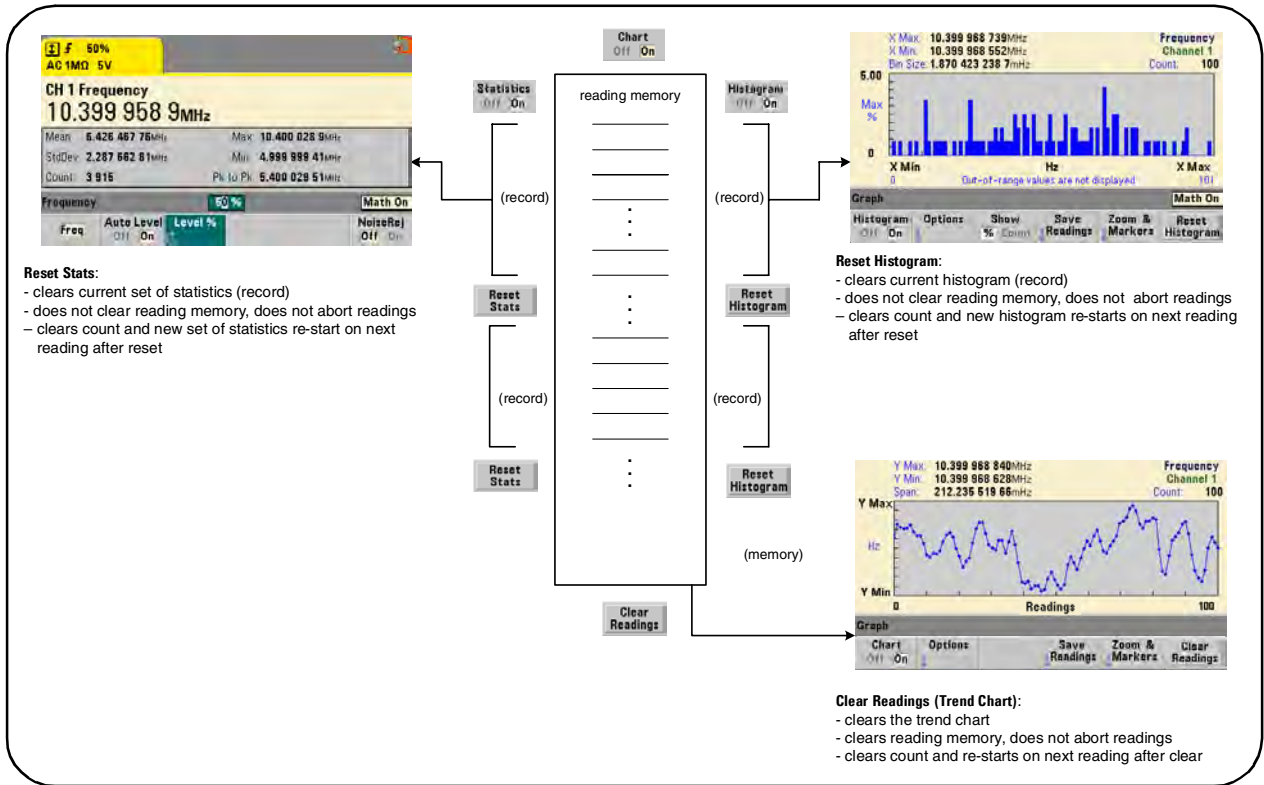 50%
AC 1MΩ 5V
CH 1 Frequency
10.399 958 9MHz
Mean: 6.426 467 76MHz Max: 10.400 028 9MHz
StdDev: 2.287 662 81MHz Min: 4.999 999 41MHz
Count: 3 915 Pk to Pk: 5.400 029 51MHz
Frequency 50 % Math On
Freq
Auto Level
Off On
Level %
NoiseRej
Off On
Reset Stats:
- clears current set of statistics (record)
- does not clear reading memory, does not abort readings
– clears count and new set of statistics re-start on next
reading after reset
Chart
Off On
Statistics
Off On
reading memory
Histogram
Off On
(record)
(record)
Reset
Stats
Reset
Histogram
(record)
(record)
Reset
Stats
Reset
Histogram
(memory)
Clear
Readings
X Max: 10.399 968 739MHz Frequency
X Min: 10.399 968 552MHz Channel 1
Bin Size: 1.870 423 238 7mHz Count: 100
5.00
Max
%
0
X Min Hz X Max
0 Out-of-range values are not displayed 101
Graph Math On
Histogram
Off On
Options
Show
% Count
Save
Readings
Zoom &
Markers
Reset
Histogram
Reset Histogram:
- clears current histogram (record)
- does not clear reading memory, does not abort readings
– clears count and new histogram re-starts on next reading
after reset
Y Max: 10.399 968 840MHz Frequency
Y Min: 10.399 968 628MHz Channel 1
Span: 212.235 519 66mHz Count: 100
Y Max
Hz
Y Min
0 Readings 100
Graph
Chart
Off On
Options
Save
Readings
Zoom &
Markers
Clear
Readings
Clear Readings (Trend Chart):
- clears the trend chart
- clears reading memory, does not abort readings
- clears count and re-starts on next reading after clear